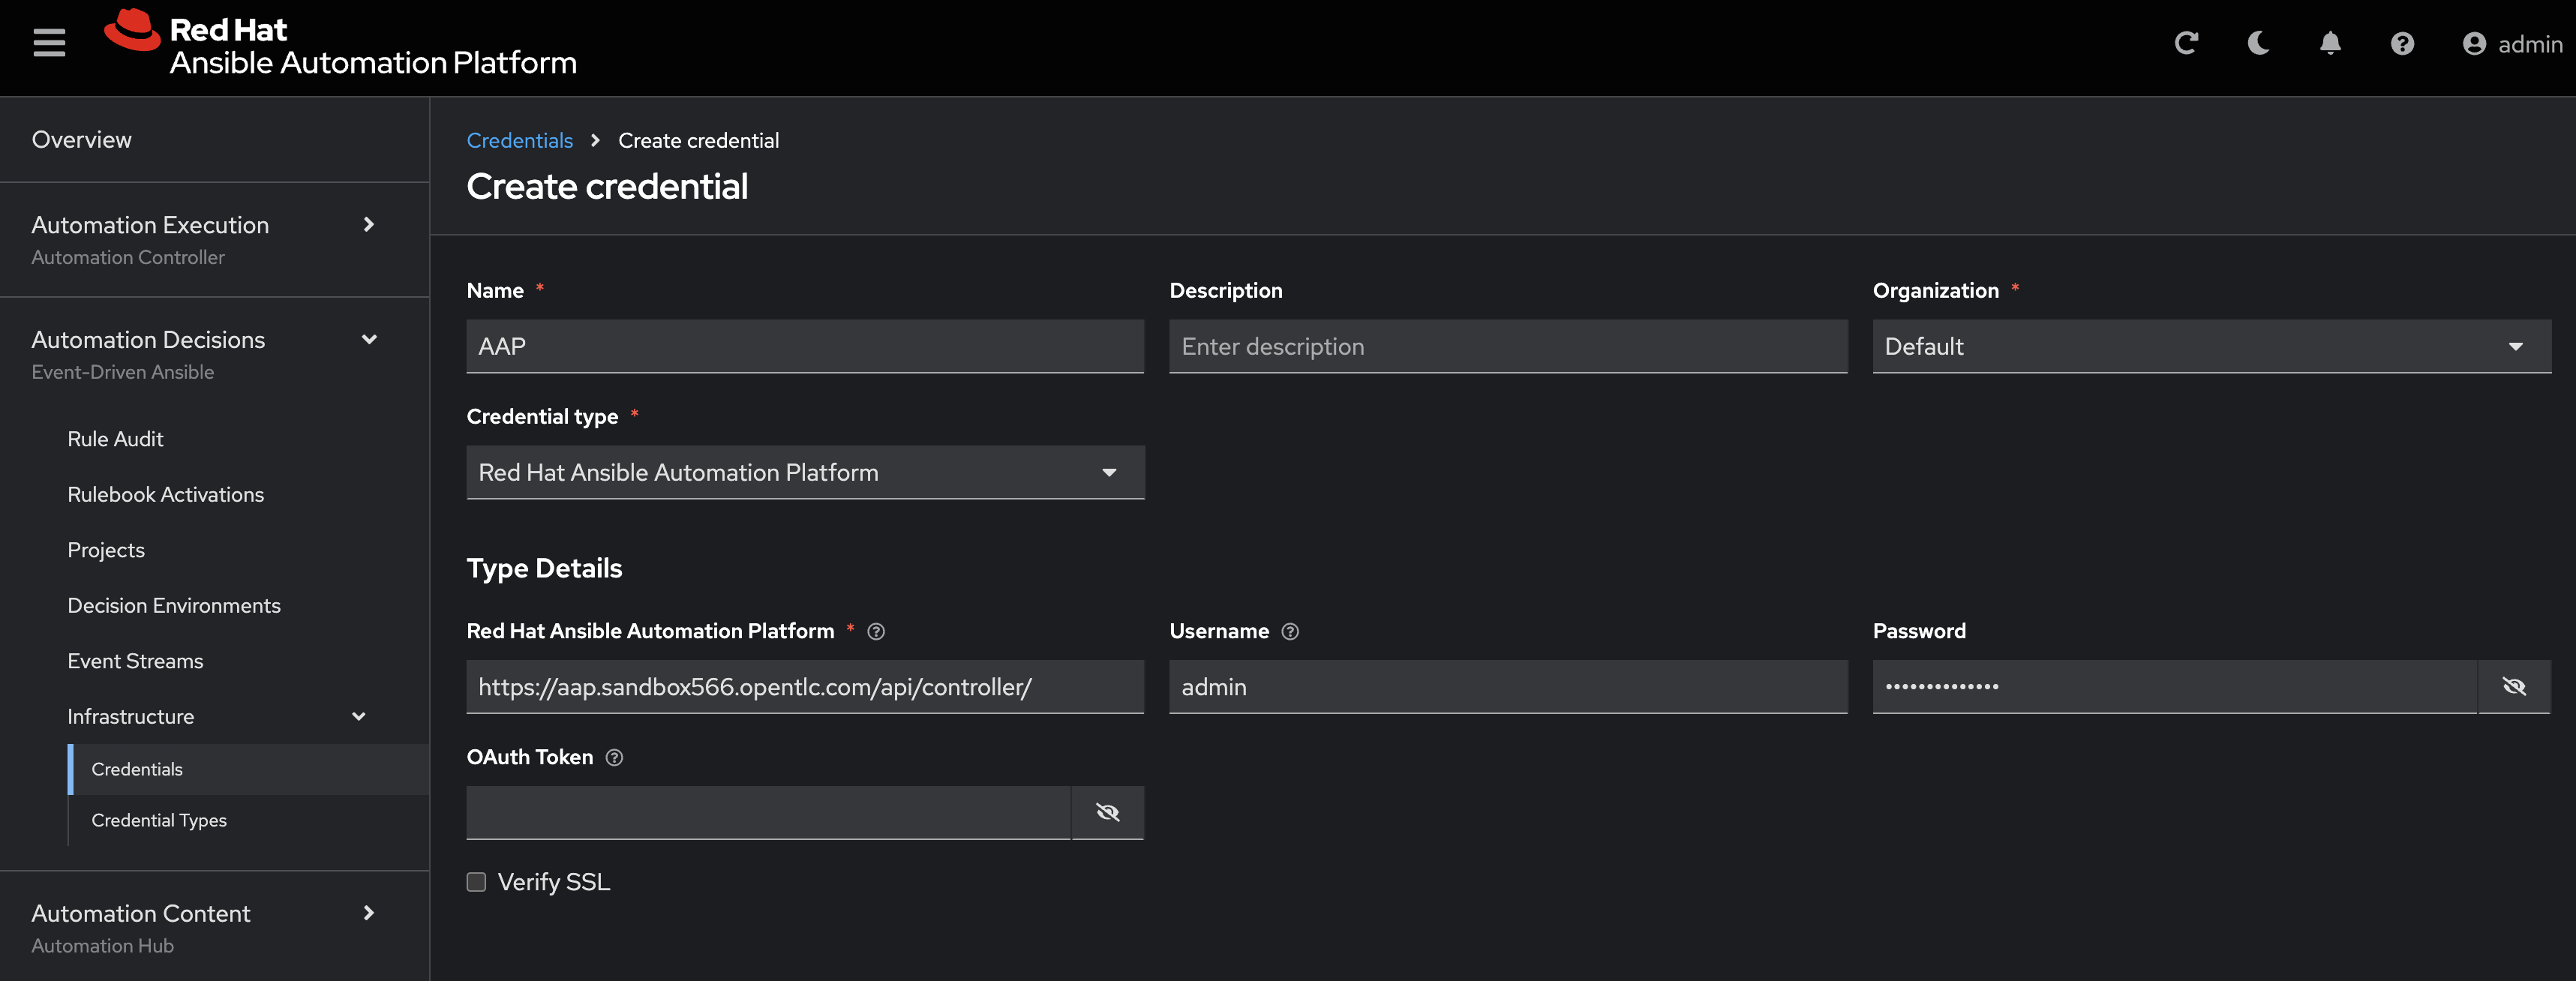 Red Hat
Ansible Automation Platform
admin
Overview
Automation Execution
Automation Controller
Automation Decisions
Event-Driven Ansible
Rule Audit
Rulebook Activations
Projects
Decision Environments
Event Streams
Infrastructure
Credentials
Credential Types
Automation Content
Automation Hub
Credentials > Create credential
Create credential
Name *
AAP
Description
Enter description
Organization *
Default
Credential type *
Red Hat Ansible Automation Platform
Type Details
Red Hat Ansible Automation Platform *
https://aap.sandbox566.opentlc.com/api/controller/
Username
admin
Password
••••••••••••••
OAuth Token
Verify SSL